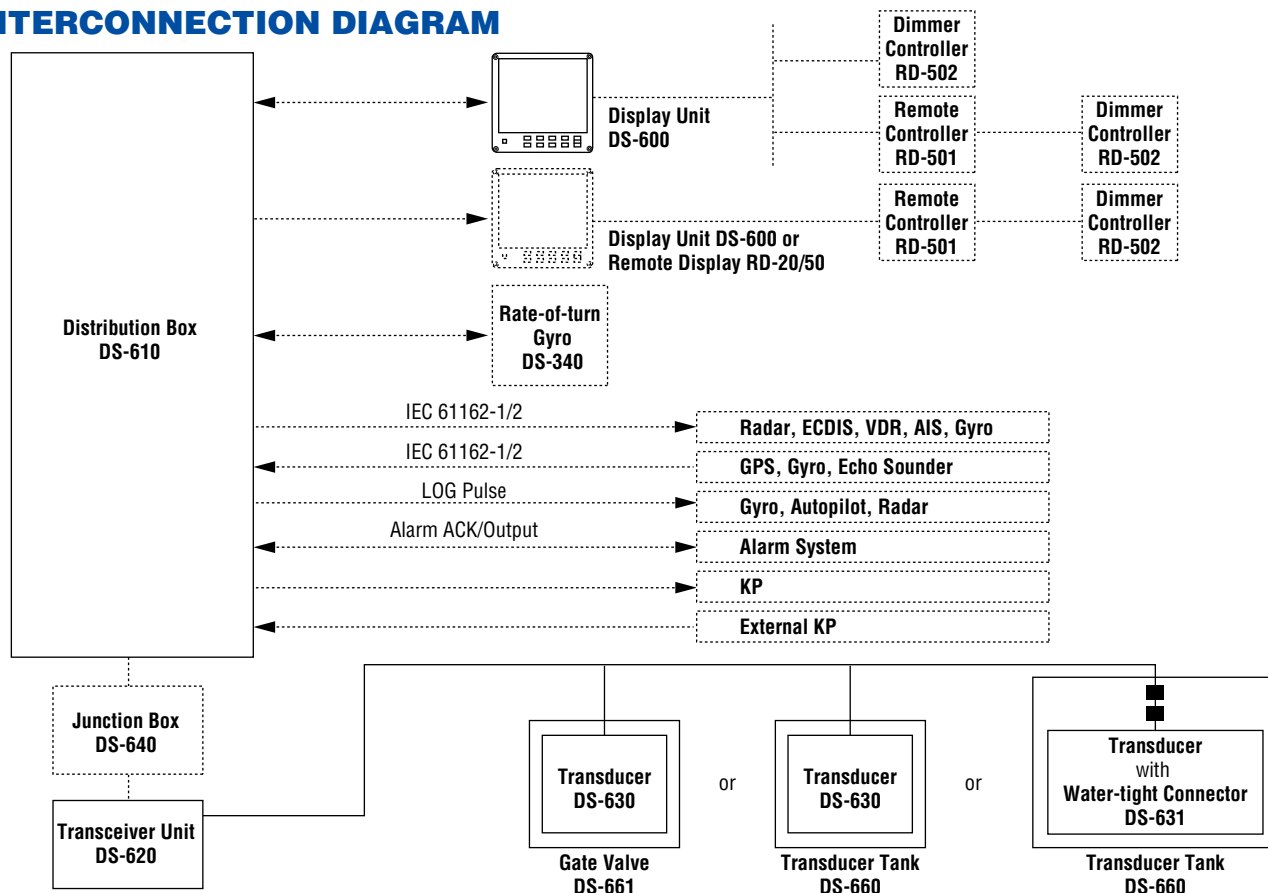 NTERCONNECTION DIAGRAM
Dimmer
Controller
RD-502
Display Unit
DS-600
Remote
Controller
RD-501
Dimmer
Controller
RD-502
Display Unit DS-600 or
Remote Display RD-20/50
Remote
Controller
RD-501
Dimmer
Controller
RD-502
Distribution Box
DS-610
Rate-of-turn
Gyro
DS-340
IEC 61162-1/2
Radar, ECDIS, VDR, AIS, Gyro
IEC 61162-1/2
GPS, Gyro, Echo Sounder
LOG Pulse
Gyro, Autopilot, Radar
Alarm ACK/Output
Alarm System
KP
External KP
Junction Box
DS-640
Transceiver Unit
DS-620
Transducer
DS-630
Gate Valve
DS-661
or
Transducer
DS-630
Transducer Tank
DS-660
or
Transducer
with
Water-tight Connector
DS-631
Transducer Tank
DS-660